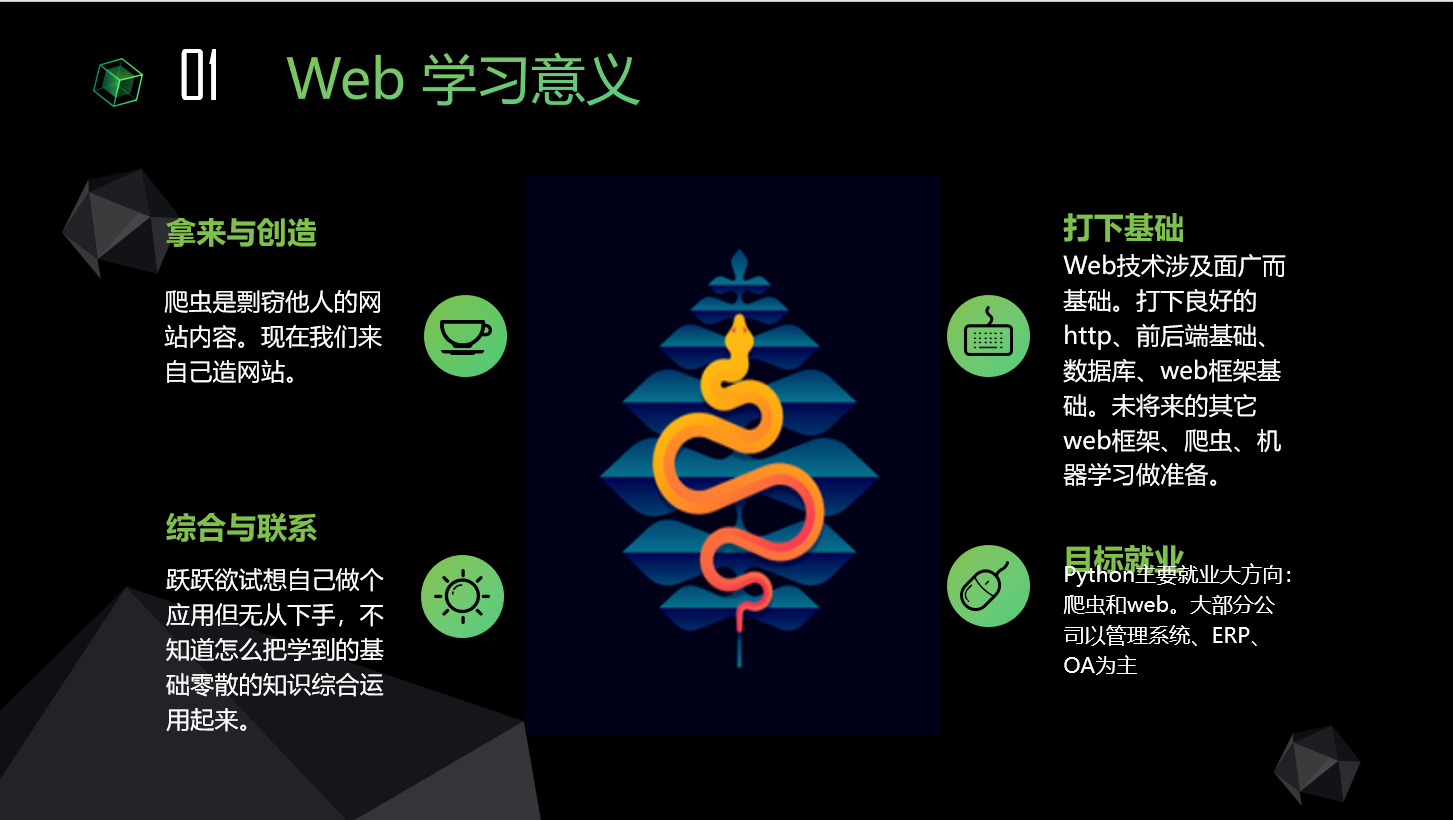 01 Web 学习意义
拿来与创造
爬虫是剽窃他人的网
站内容。现在我们来
自己造网站。
综合与联系
跃跃欲试想自己做个
应用但无从下手，不
知道怎么把学到的基
础零散的知识综合运
用起来。
打下基础
Web技术涉及面广而
基础。打下良好的
http、前后端基础、
数据库、web框架基
础。未将来的其它
web框架、爬虫、机
器学习做准备。
目标就业
Python主要就业大方向：
爬虫和web。大部分公
司以管理系统、ERP、
OA为主